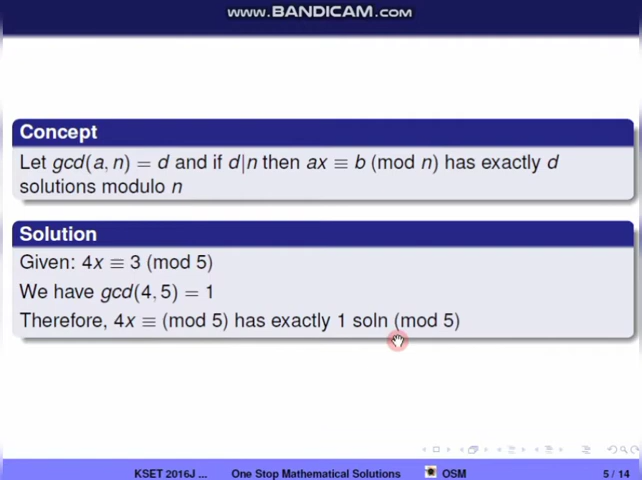 WWW.BANDICAM.COM
Concept
Let gcd(a, n) = d and if d|n then ax ≡ b (mod n) has exactly d
solutions modulo n
Solution
Given: 4x ≡ 3 (mod 5)
We have gcd(4, 5) = 1
Therefore, 4x ≡ (mod 5) has exactly 1 soln (mod 5)
KSET 2016J ... One Stop Mathematical Solutions OSM 5 / 14